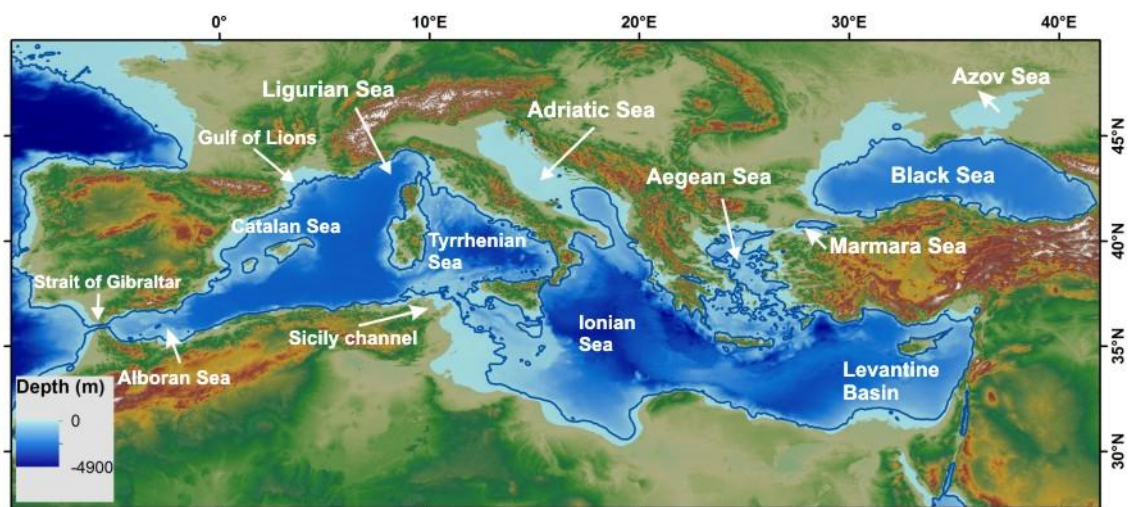 0°
10°E
20°E
30°E
40°E
Azov Sea
Ligurian Sea
Adriatic Sea
Gulf of Lions
45°N
Aegean Sea
Black Sea
Catalan Sea
Tyrrhenian
Sea
40°N
Marmara Sea
Strait of Gibraltar
Ionian
Sea
Sicily channel
35°N
Alboran Sea
Levantine
Basin
Depth (m)
0
-4900
30°N